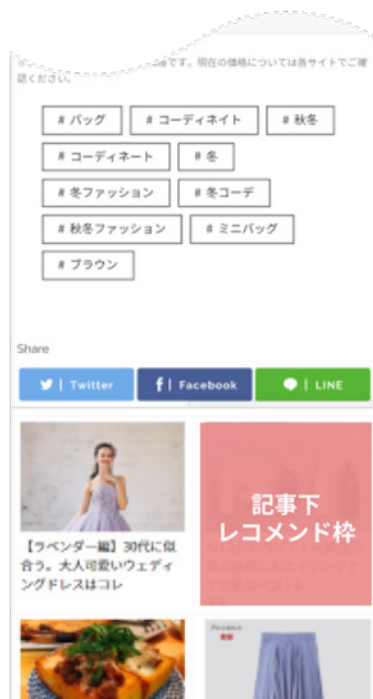 です。現在の価格については各サイトでご確
認ください。
# バッグ
# コーディネイト
# 秋冬
# コーディネート
# 冬
# 冬ファッション
# 冬コーデ
# 秋冬ファッション
# ミニバッグ
# ブラウン
Share
| Twitter
f | Facebook
| LINE
記事下
レコメンド枠
【ラベンダー編】30代に似
合う。大人可愛いウェディ
ングドレスはコレ